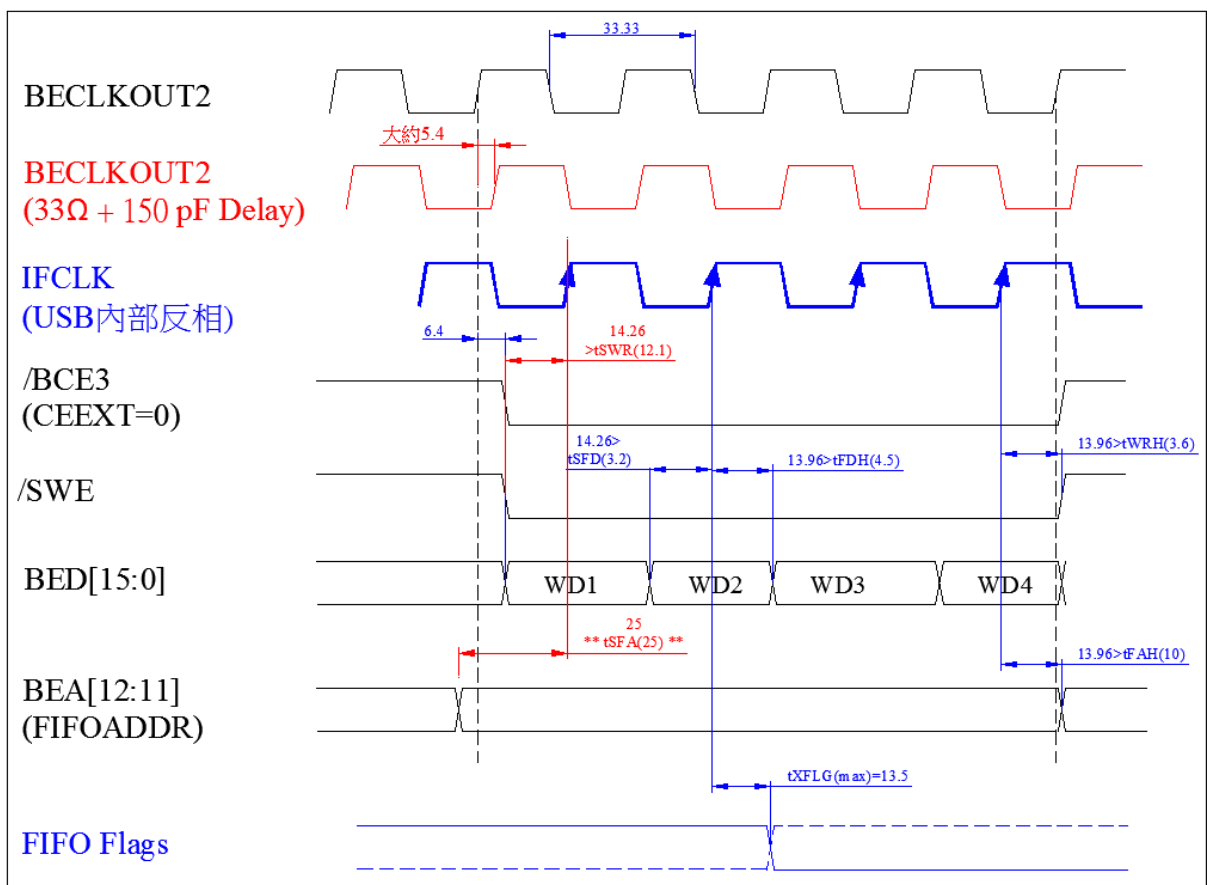 33.33
BECLKOUT2
大約5.4
BECLKOUT2
(33Ω + 150 pF Delay)
IFCLK
(USB內部反相)
6.4
14.26
>tSWR(12.1)
/BCE3
(CEEXT=0)
14.26>
tSFD(3.2)
13.96>tFDH(4.5)
13.96>tWRH(3.6)
/SWE
BED[15:0]
WD1
WD2
WD3
WD4
25
** tSFA(25) **
13.96>tFAH(10)
BEA[12:11]
(FIFOADDR)
tXFLG(max)=13.5
FIFO Flags